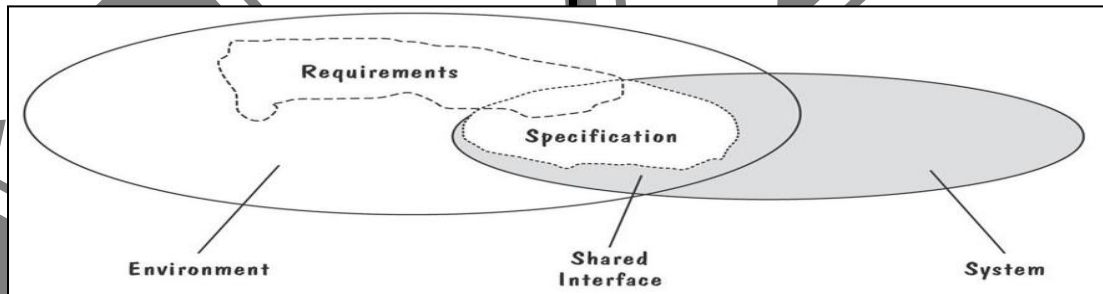 Requirements
Specification
Environment
Shared
Interface
System